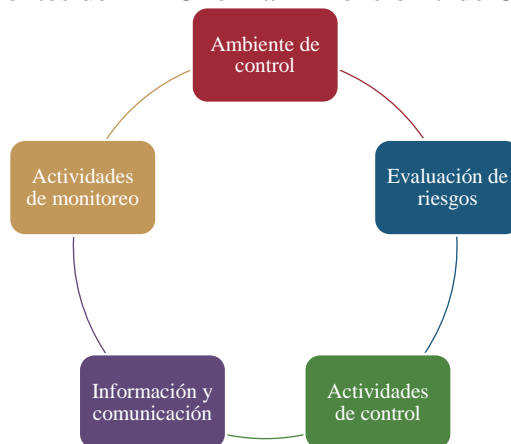 Ambiente de
control
Evaluación de
riesgos
Actividades
de control
Información y
comunicación
Actividades
de monitoreo